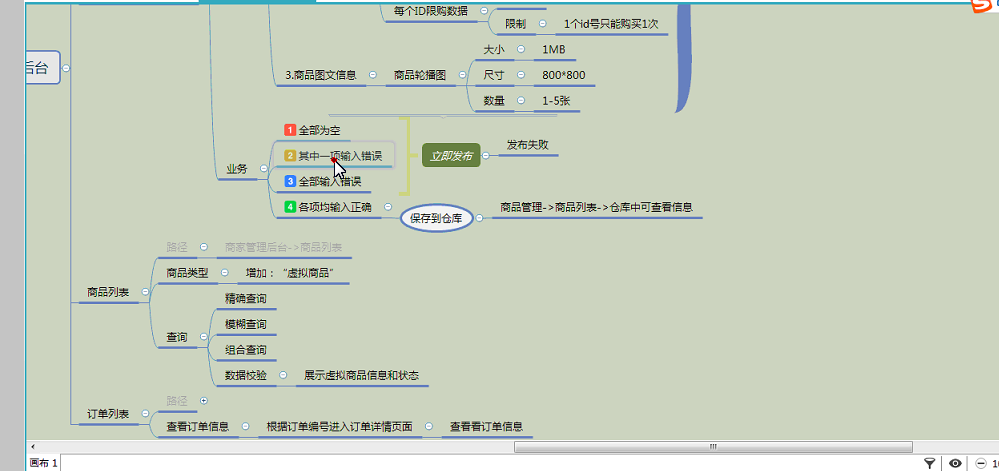 每个ID限购数据
限制
1个id号只能购买1次
后台
大小
1MB
3.商品图文信息
商品轮播图
尺寸
800*800
数量
1-5张
业务
1 全部为空
2 其中一项输入错误
3 全部输入错误
4 各项均输入正确
立即发布
发布失败
保存到仓库
商品管理->商品列表->仓库中可查看信息
商品列表
路径
商家管理后台->商品列表
商品类型
增加：“虚拟商品”
查询
精确查询
模糊查询
组合查询
数据校验
展示虚拟商品信息和状态
订单列表
路径
查看订单信息
根据订单编号进入订单详情页面
查看看订单信息
画布 1